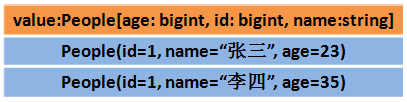 value:People[age: bigint, id: bigint, name:string]
People(id=1, name=“张三”, age=23)
People(id=1, name=“李四”, age=35)